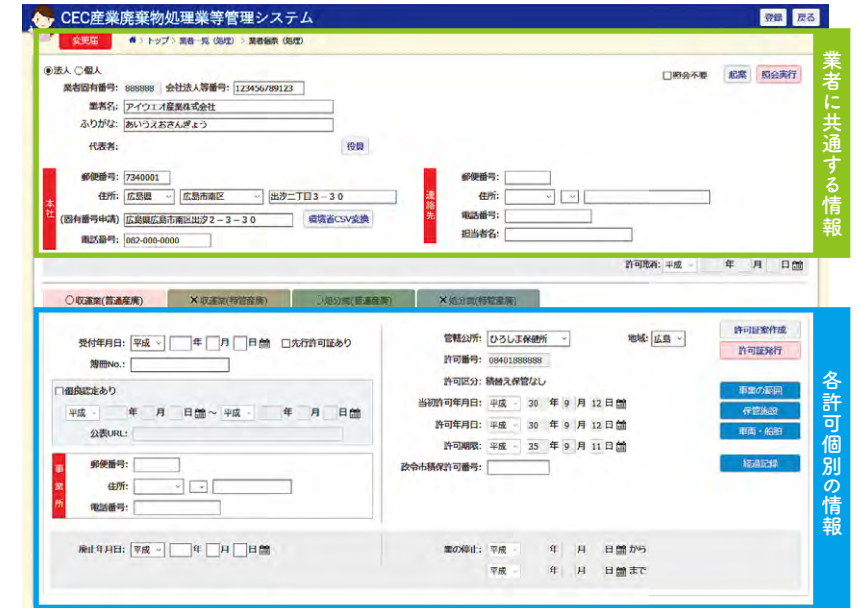 CEC産業廃棄物処理業等管理システム
登録 戻る
変更届 > トップ > 業者一覧（処理） > 業者個票（処理）
法人 個人
照会不要 起案 照会実行
業者固有番号: 888888 会社法人等番号: 123456789123
業者名: アイウエオ産業株式会社
ふりがな: あいうえおさんぎょう
代表者: 役員
本社
郵便番号: 7340001
住所: 広島県 広島市南区 出汐二丁目3－30
(固有番号申請) 広島県広島市南区出汐2－3－30 環境省CSV変換
電話番号: 082-000-0000
連絡先
郵便番号:
住所:
電話番号:
担当者名:
業者に共通する情報
許可取消: 平成 年 月 日
○収運業(普通産廃) ×収運業(特管産廃) ○処分業(普通産廃) ×処分業(特管産廃)
受付年月日: 平成 年 月 日 先行許可証あり
簿冊No.:
優良認定あり
平成 年 月 日 ～ 平成 年 月 日
公表URL:
事業所
郵便番号:
住所:
電話番号:
廃止年月日: 平成 年 月 日
管轄公所: ひろしま保健所 地域: 広島
許可番号: 08401888888
許可区分: 積替え保管なし
当初許可年月日: 平成 30 年 9 月 12 日
許可年月日: 平成 30 年 9 月 12 日
許可期限: 平成 35 年 9 月 11 日
政令市積保許可番号:
業の停止: 平成 年 月 日 から
平成 年 月 日 まで
許可証案作成
許可証発行
事業の範囲
保管施設
車両・船舶
経過記録
各許可個別の情報